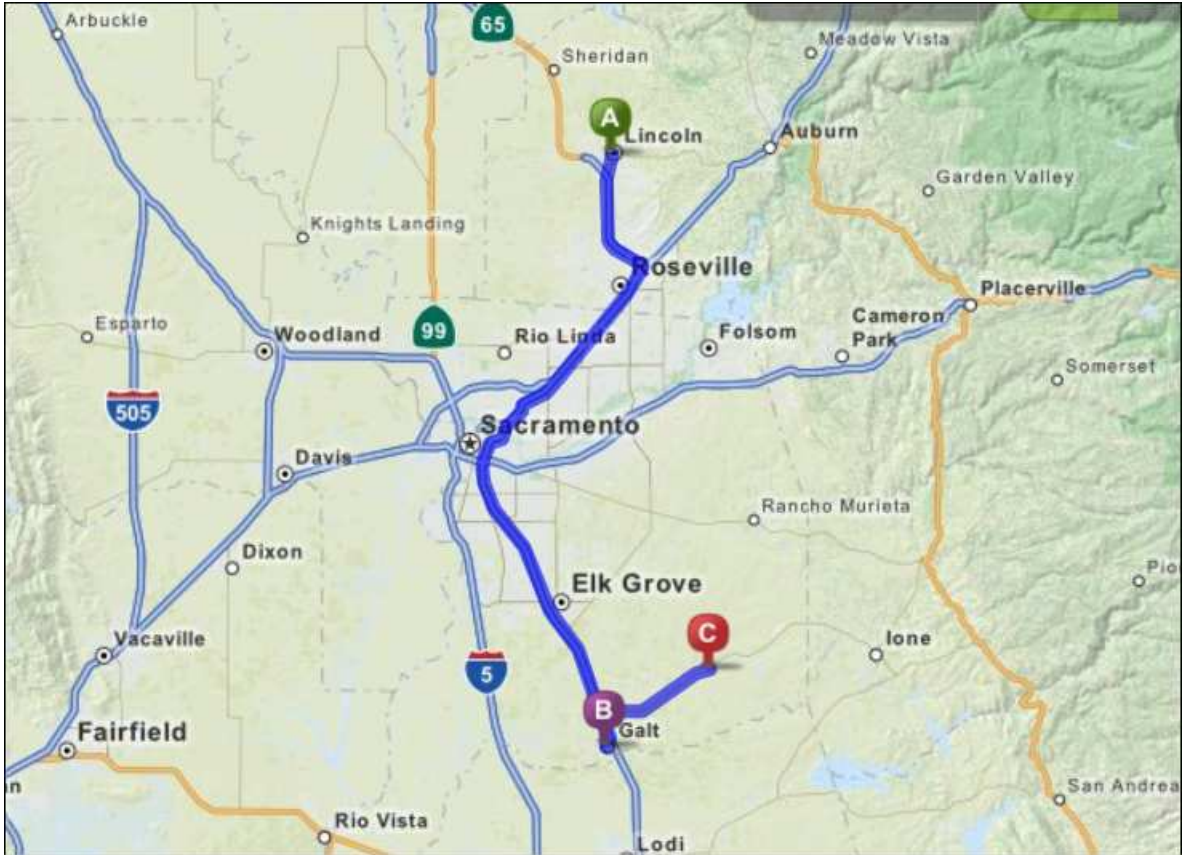 65
Arbuckle
Meadow Vista
Sheridan
A
Lincoln
Auburn
Garden Valley
Knights Landing
Roseville
Placerville
Cameron
Park
Esparto
99
Woodland
Rio Linda
Folsom
Somerset
505
Sacramento
Davis
Rancho Murieta
Dixon
Elk Grove
Pio
C
Ione
Vacaville
5
B
Galt
Fairfield
San Andrea
n
Rio Vista
Lodi